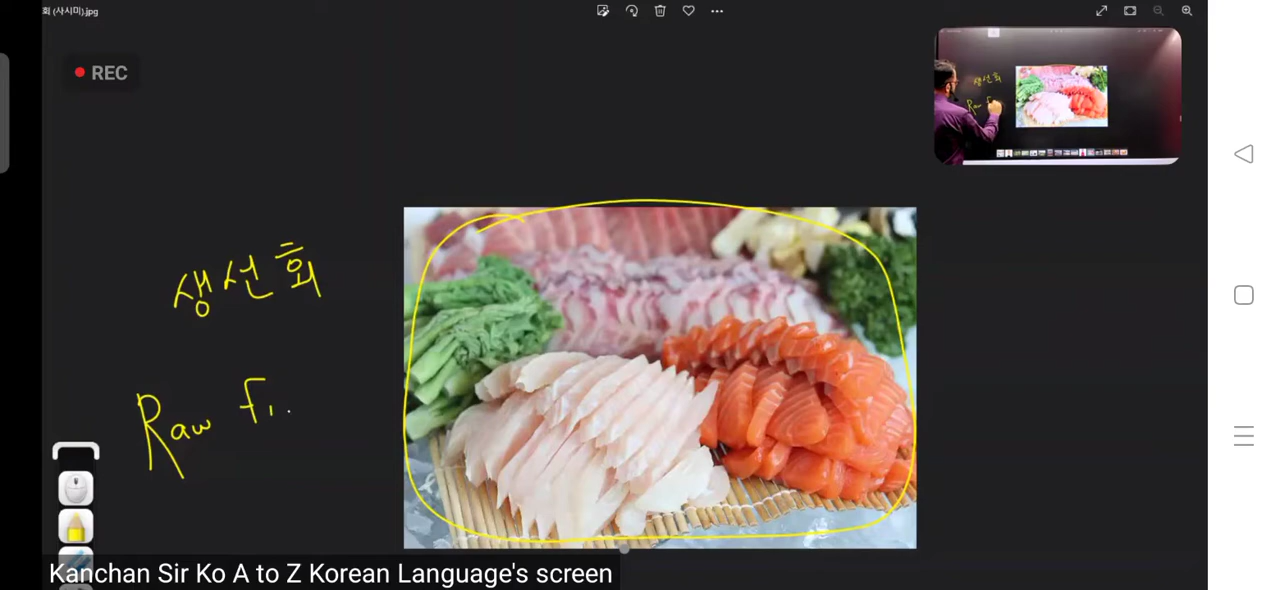 회 (사시미).jpg
REC
생선회
Raw fi
Kanchan Sir Ko A to Z Korean Language's screen